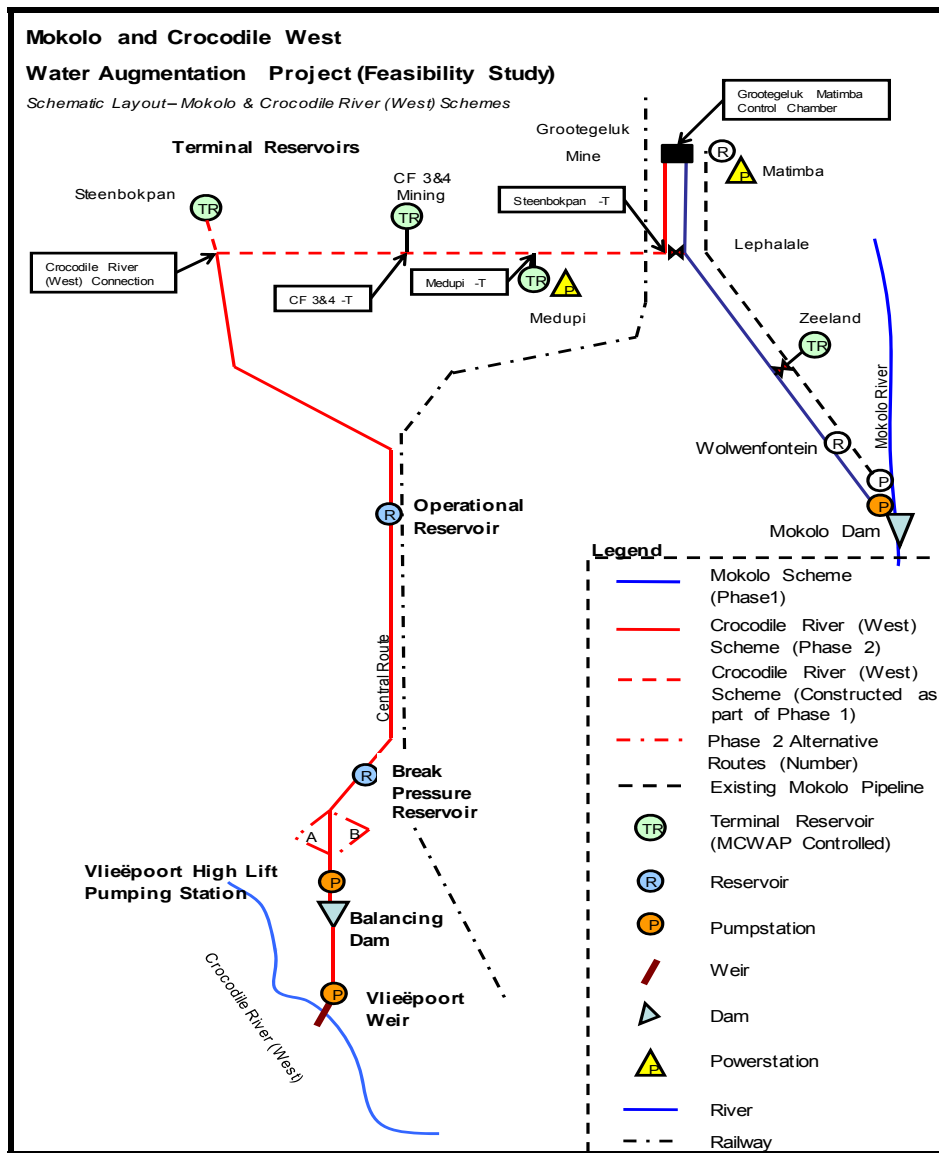 Mokolo and Crocodile West
Water Augmentation Project (Feasibility Study)
Schematic Layout– Mokolo & Crocodile River (West) Schemes
Grootegeluk Matimba
Control Chamber
Grootegeluk
Mine
R
P
Matimba
Terminal Reservoirs
Steenbokpan
TR
CF 3&4
Mining
TR
Steenbokpan -T
Lephalale
Crocodile River
(West) Connection
CF 3&4 -T
Medupi -T
TR
P
Medupi
Zeeland
TR
Mokolo River
Wolwenfontein
R
P
P
Mokolo Dam
R
Operational
Reservoir
Central Route
R
Break
Pressure
Reservoir
A
B
Vlieëpoort High Lift
Pumping Station
P
Balancing
Dam
P
Vlieëpoort
Weir
Crocodile River (West)
Legend
Mokolo Scheme
(Phase1)
Crocodile River (West)
Scheme (Phase 2)
Crocodile River (West)
Scheme (Constructed as
part of Phase 1)
Phase 2 Alternative
Routes (Number)
Existing Mokolo Pipeline
TR
Terminal Reservoir
(MCWAP Controlled)
R
Reservoir
P
Pumpstation
Weir
Dam
P
Powerstation
River
Railway